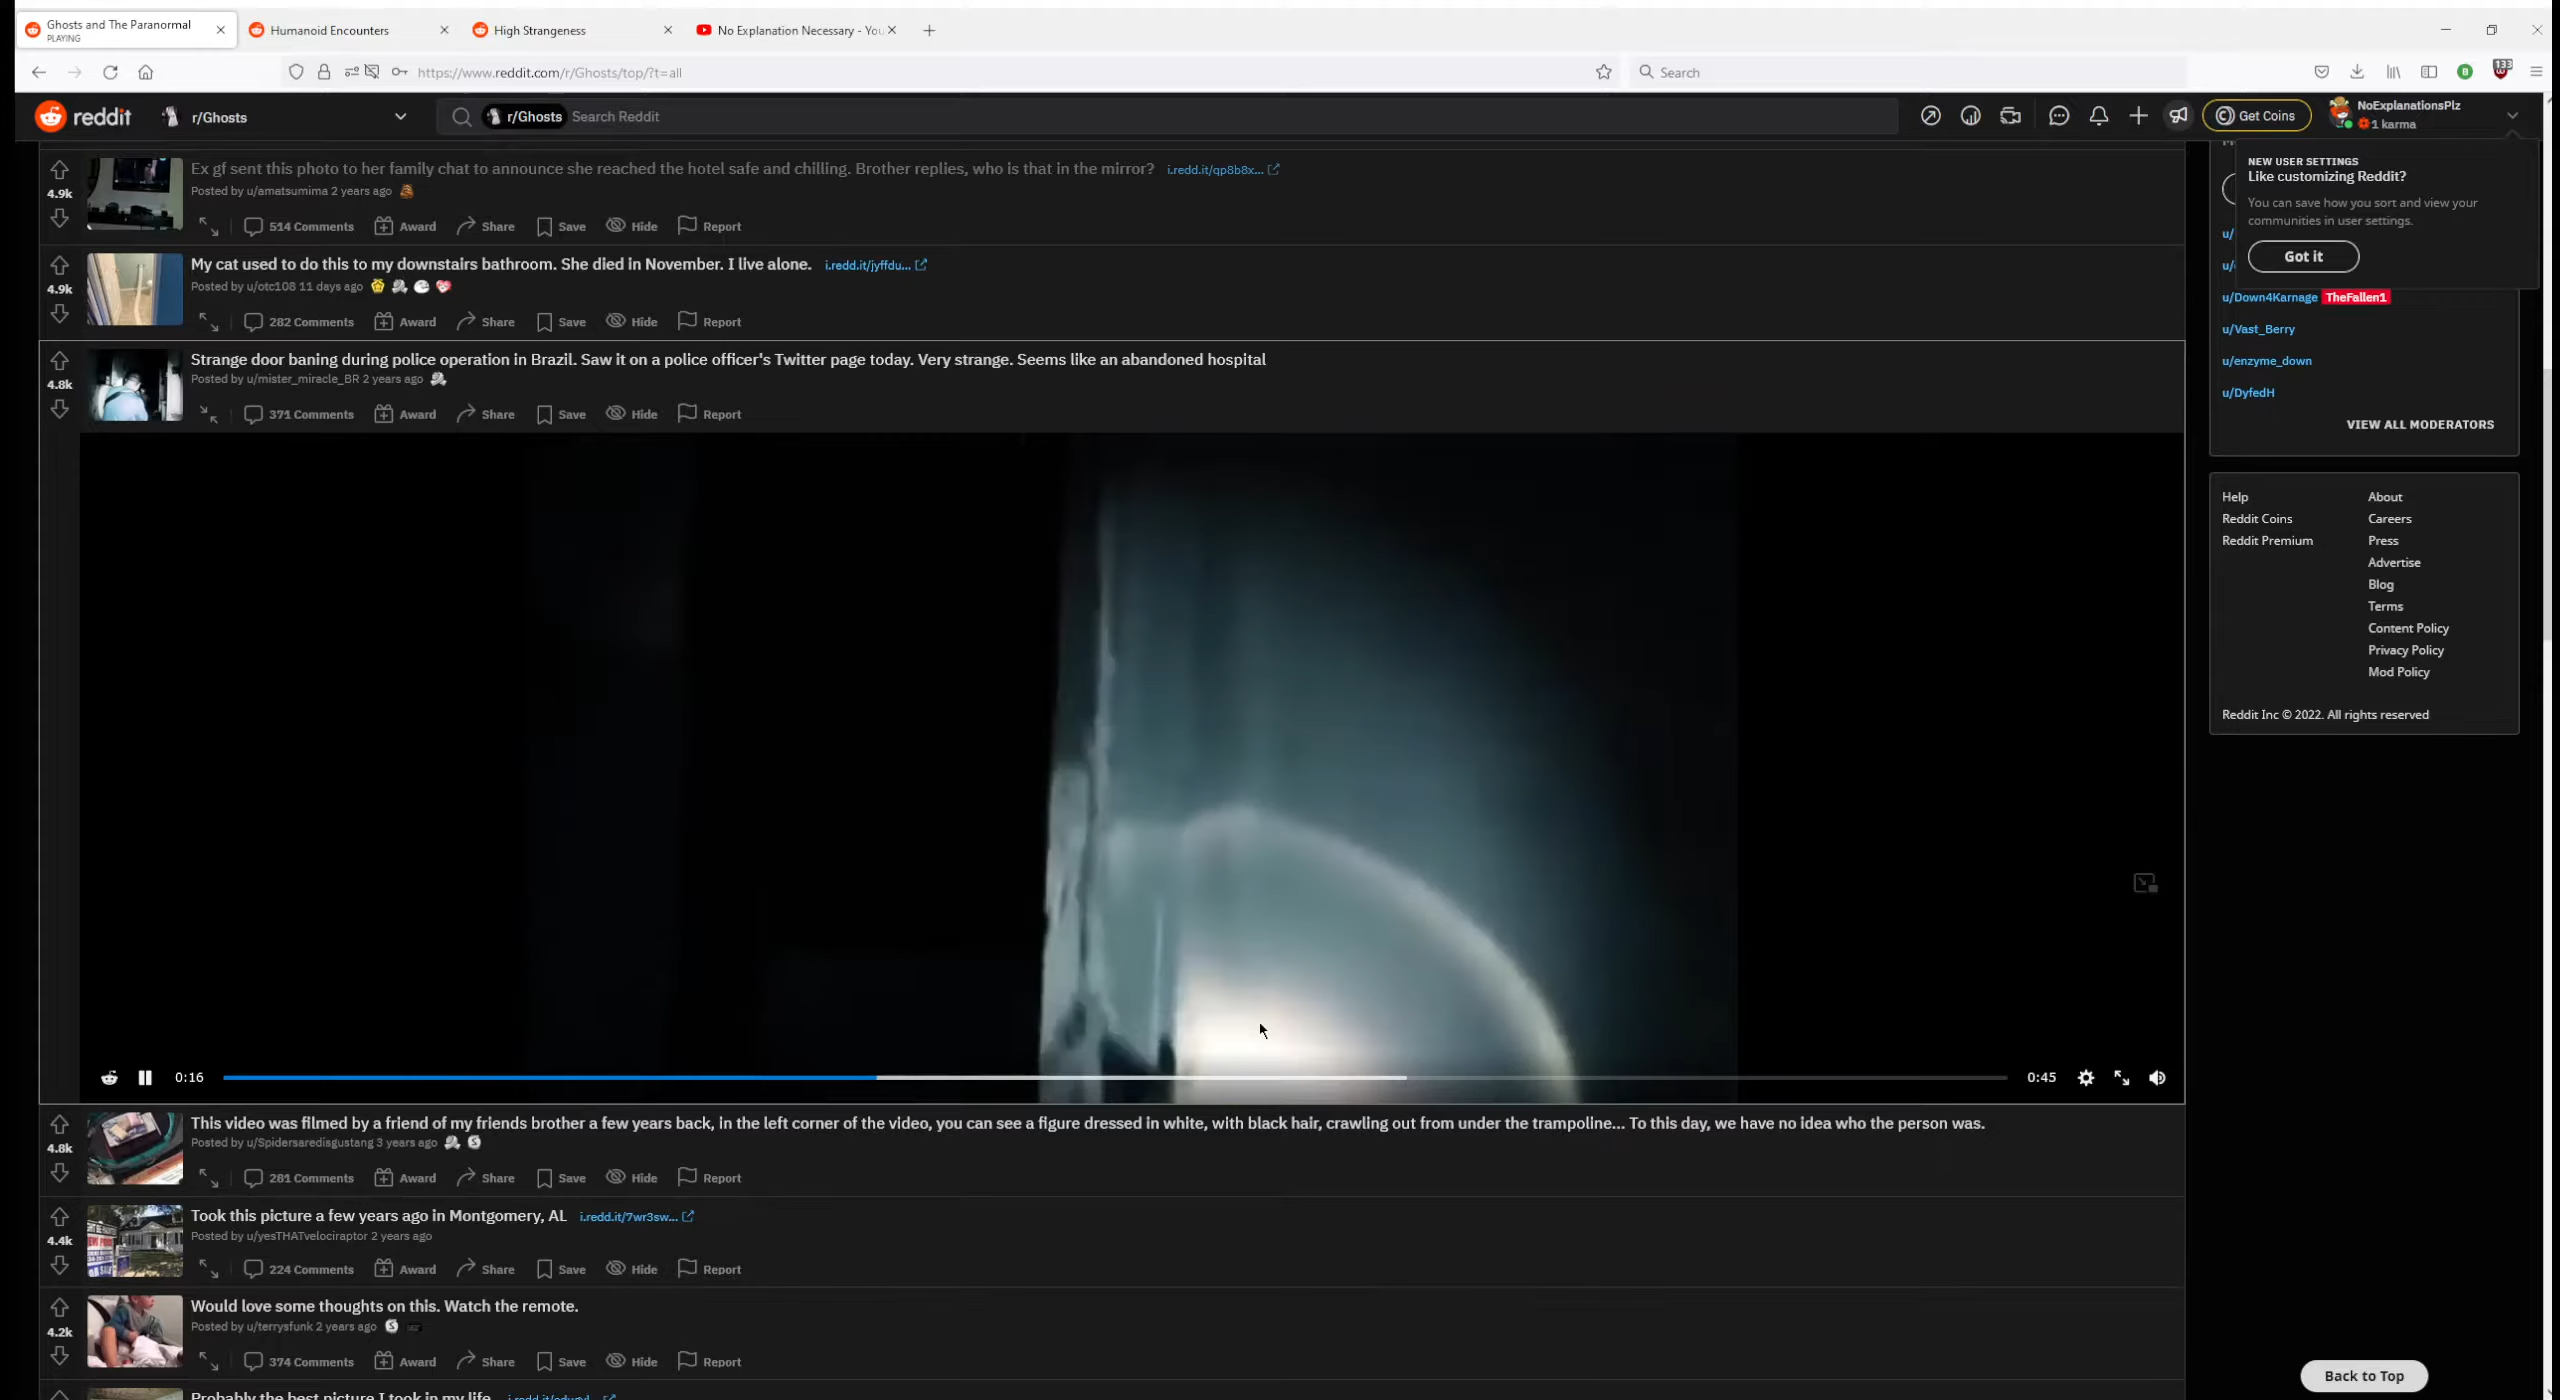 Ghosts and The Paranormal
PLAYING
Humanoid Encounters
High Strangeness
No Explanation Necessary - You
https://www.reddit.com/r/Ghosts/top/?t=all
Search
133
reddit
r/Ghosts
r/Ghosts Search Reddit
Get Coins
NoExplanationsPlz
1 karma
NEW USER SETTINGS
Like customizing Reddit?
You can save how you sort and view your
communities in user settings.
Got it
4.9k
Ex gf sent this photo to her family chat to announce she reached the hotel safe and chilling. Brother replies, who is that in the mirror? i.redd.it/qp8b8x...
Posted by u/amatsumima 2 years ago
514 Comments Award Share Save Hide Report
4.9k
My cat used to do this to my downstairs bathroom. She died in November. I live alone. i.redd.it/jyffdu...
Posted by u/otc108 11 days ago
282 Comments Award Share Save Hide Report
4.8k
Strange door baning during police operation in Brazil. Saw it on a police officer's Twitter page today. Very strange. Seems like an abandoned hospital
Posted by u/mister_miracle_BR 2 years ago
371 Comments Award Share Save Hide Report
0:16
0:45
4.8k
This video was filmed by a friend of my friends brother a few years back, in the left corner of the video, you can see a figure dressed in white, with black hair, crawling out from under the trampoline... To this day, we have no idea who the person was.
Posted by u/Spidersaredisgustang 3 years ago
281 Comments Award Share Save Hide Report
4.4k
Took this picture a few years ago in Montgomery, AL i.redd.it/7wr3sw...
Posted by u/yesTHATvelociraptor 2 years ago
224 Comments Award Share Save Hide Report
4.2k
Would love some thoughts on this. Watch the remote.
Posted by u/terrysfunk 2 years ago
374 Comments Award Share Save Hide Report
Probably the best picture I took in my life
u/
u/
u/Down4Karnage TheFallen1
u/Vast_Berry
u/enzyme_down
u/DyfedH
VIEW ALL MODERATORS
Help
About
Reddit Coins
Careers
Reddit Premium
Press
Advertise
Blog
Terms
Content Policy
Privacy Policy
Mod Policy
Reddit Inc © 2022. All rights reserved
Back to Top